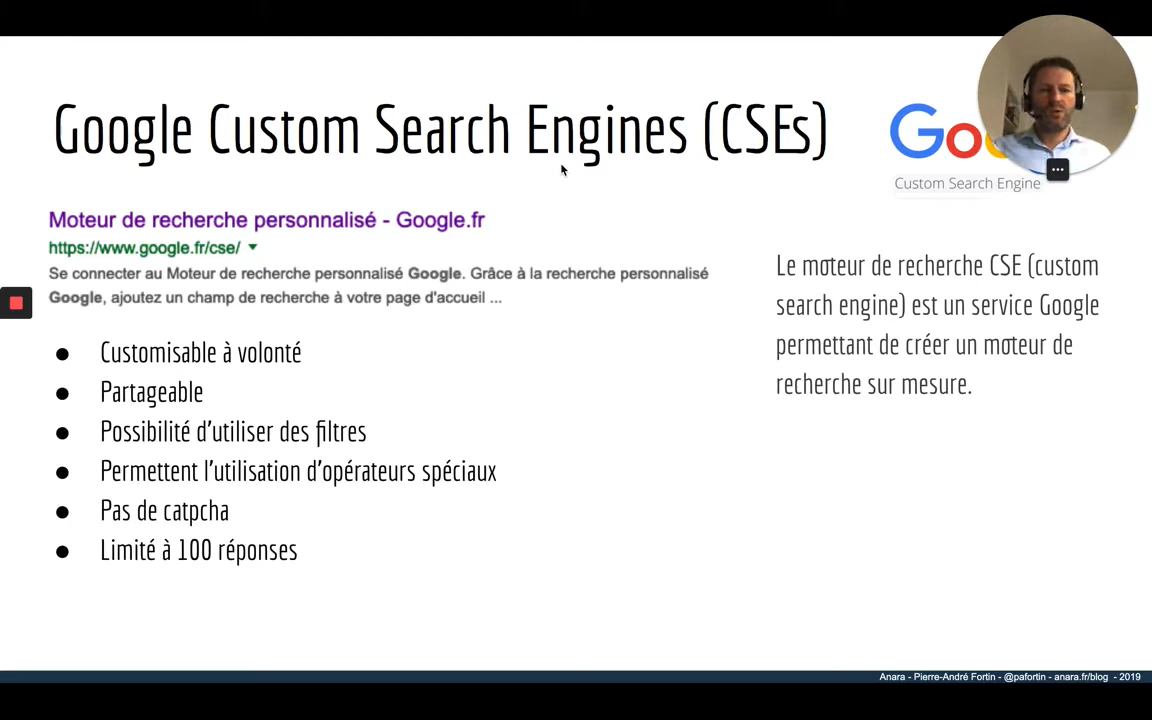 Google Custom Search Engines (CSEs)
Goo
Custom Search Engine
Moteur de recherche personnalisé - Google.fr
https://www.google.fr/cse/
Se connecter au Moteur de recherche personnalisé Google. Grâce à la recherche personnalisé
Google, ajoutez un champ de recherche à votre page d'accueil ...
Le moteur de recherche CSE (custom
search engine) est un service Google
permettant de créer un moteur de
recherche sur mesure.
● Customisable à volonté
● Partageable
● Possibilité d'utiliser des filtres
● Permettent l'utilisation d'opérateurs spéciaux
● Pas de catpcha
● Limité à 100 réponses
Anara - Pierre-André Fortin - @pafortin - anara.fr/blog - 2019